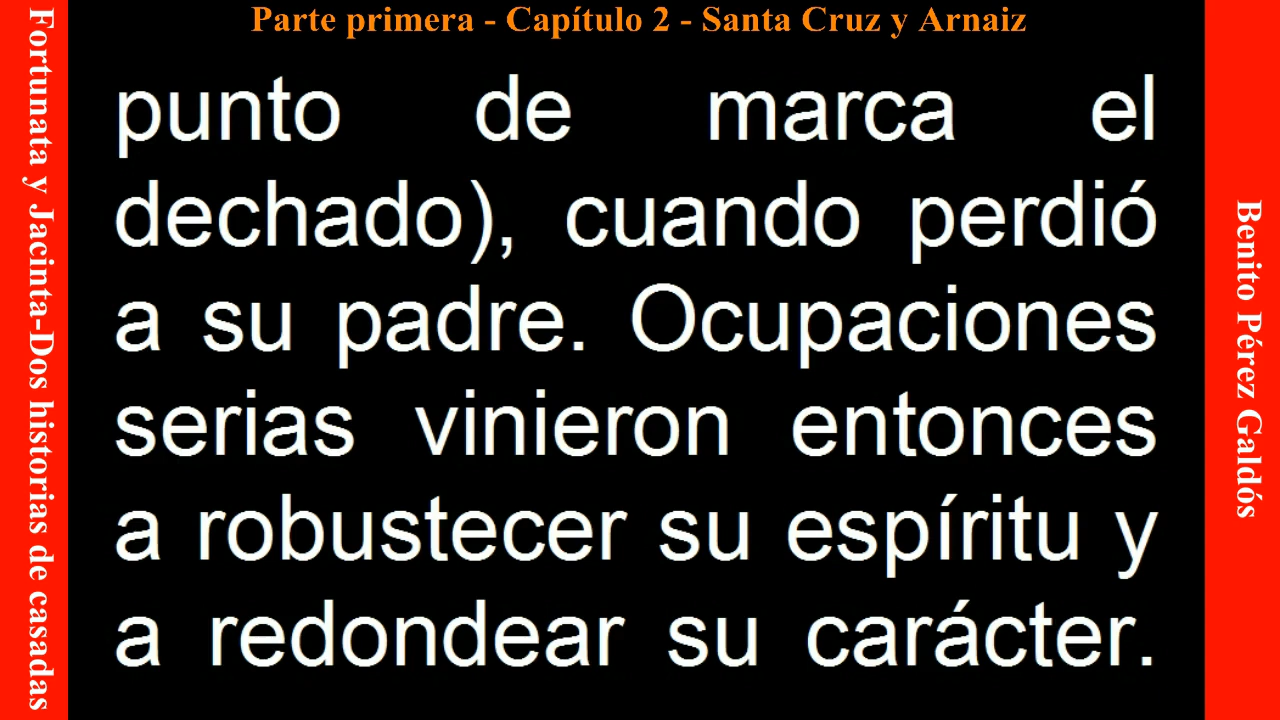 Parte primera - Capítulo 2 - Santa Cruz y Arnaiz
Fortunata y Jacinta-Dos historias de casadas
punto de marca el
dechado), cuando perdió
a su padre. Ocupaciones
serias vinieron entonces
a robustecer su espíritu y
a redondear su carácter.
Benito Pérez Galdós